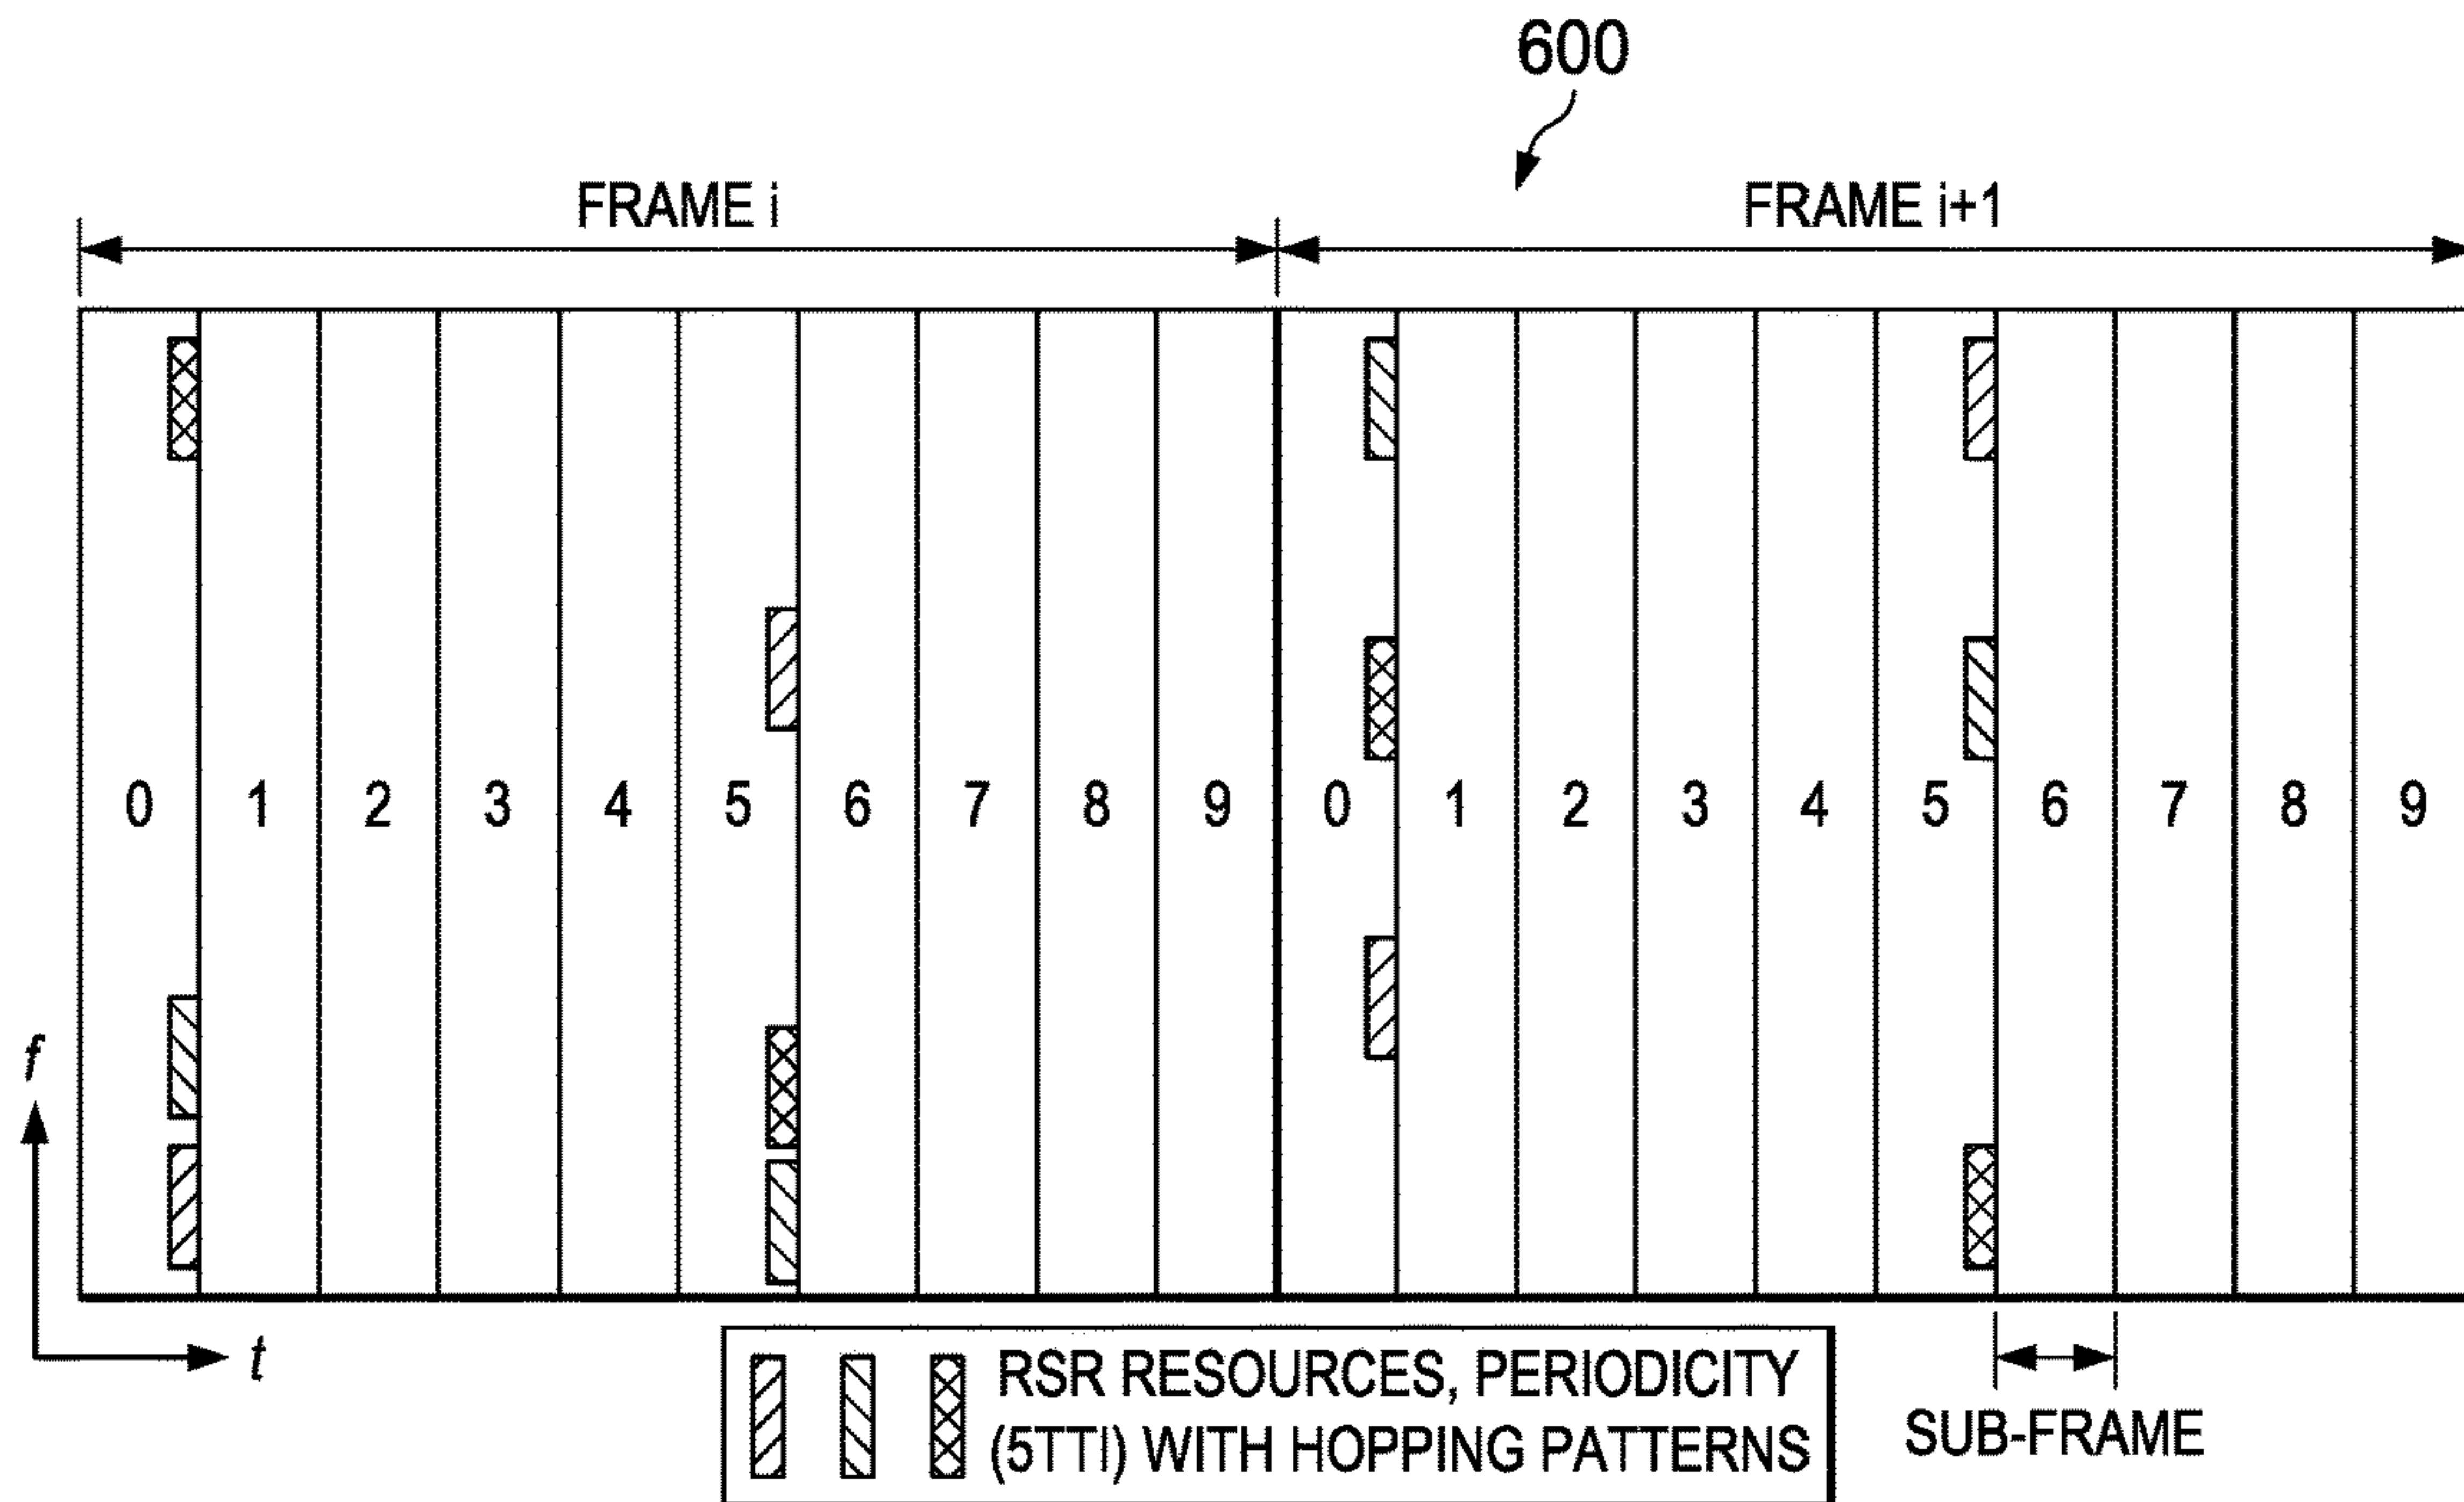 600
FRAME i FRAME i+1
0 1 2 3 4 5 6 7 8 9 0 1 2 3 4 5 6 7 8 9
f
t
RSR RESOURCES, PERIODICITY
(5TTI) WITH HOPPING PATTERNS
SUB-FRAME